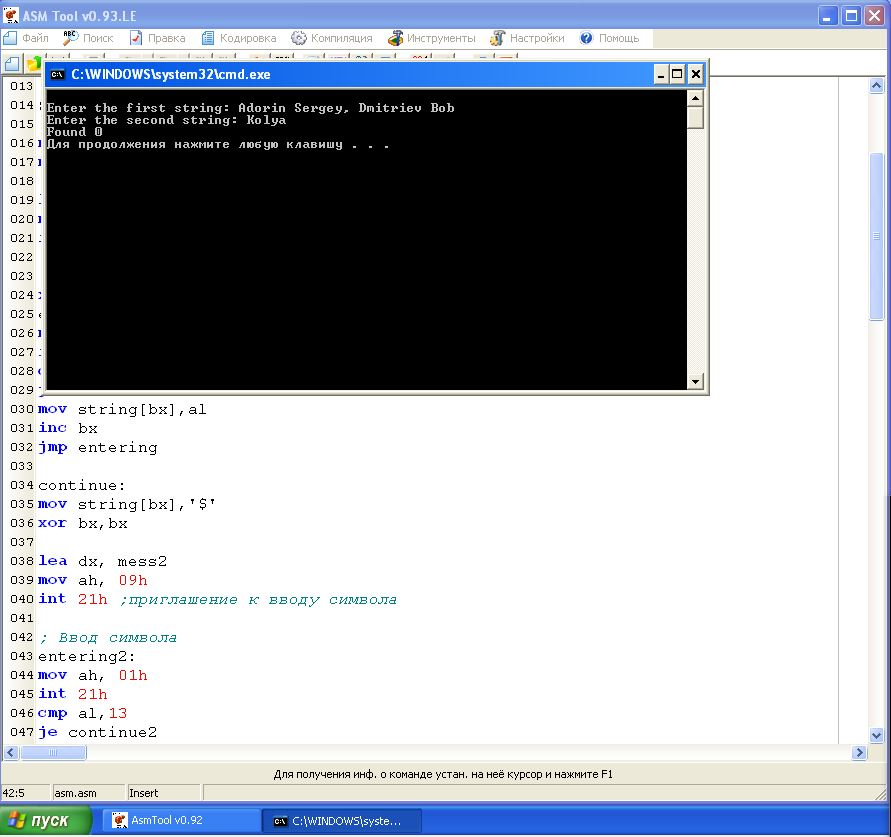 ASM Tool v0.93.LE
Файл Поиск Правка Кодировка Компиляция Инструменты Настройки Помощь
C:\WINDOWS\system32\cmd.exe
Enter the first string: Adorin Sergey, Dmitriev Bob
Enter the second string: Kolya
Found 0
Для продолжения нажмите любую клавишу . . .
013
014
015
016
017
018
019
020
021
022
023
024
025
026
027
028
029
030 mov string[bx],al
031 inc bx
032 jmp entering
033
034 continue:
035 mov string[bx],'$'
036 xor bx,bx
037
038 lea dx, mess2
039 mov ah, 09h
040 int 21h ;приглашение к вводу символа
041
042 ; Ввод символа
043 entering2:
044 mov ah, 01h
045 int 21h
046 cmp al,13
047 je continue2
Для получения инф. о команде устан. на неё курсор и нажмите F1
42:5 asm.asm Insert
пуск AsmTool v0.92 C:\WINDOWS\syste...